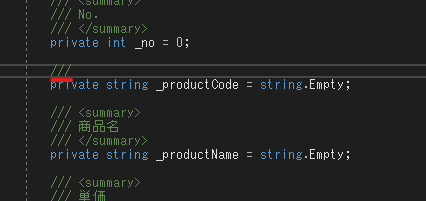 /// <summary>
/// No.
/// </summary>
private int _no = 0;
///
private string _productCode = string.Empty;
/// <summary>
/// 商品名
/// </summary>
private string _productName = string.Empty;
/// <summary>
/// 単価